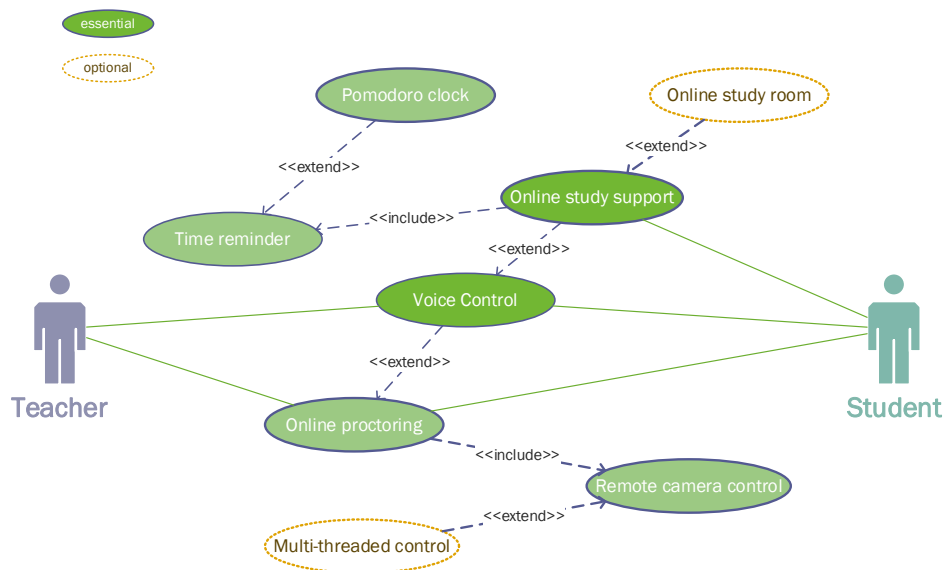 essential
optional
Pomodoro clock
Online study room
<<extend>>
<<extend>>
Online study support
<<include>>
Time reminder
<<extend>>
Voice Control
<<extend>>
Teacher
Student
Online proctoring
<<include>>
Remote camera control
<<extend>>
Multi-threaded control